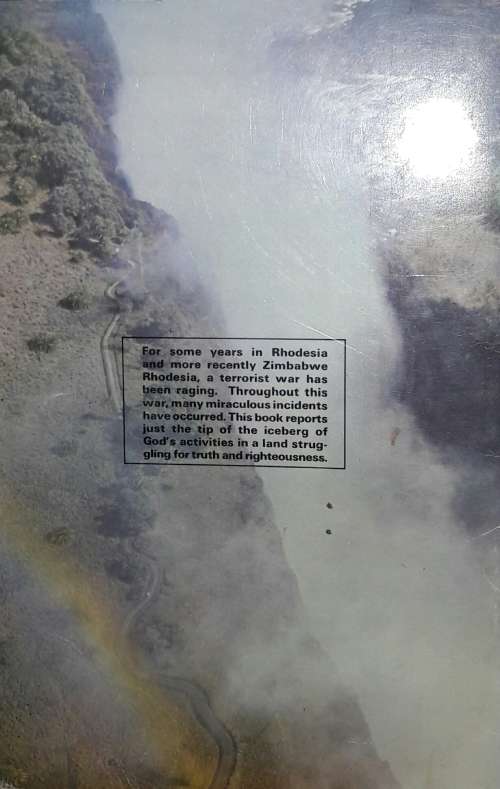 For some years in Rhodesia
and more recently Zimbabwe
Rhodesia, a terrorist war has
been raging. Throughout this
war, many miraculous incidents
have occurred. This book reports
just the tip of the iceberg of
God's activities in a land strug-
gling for truth and righteousness.